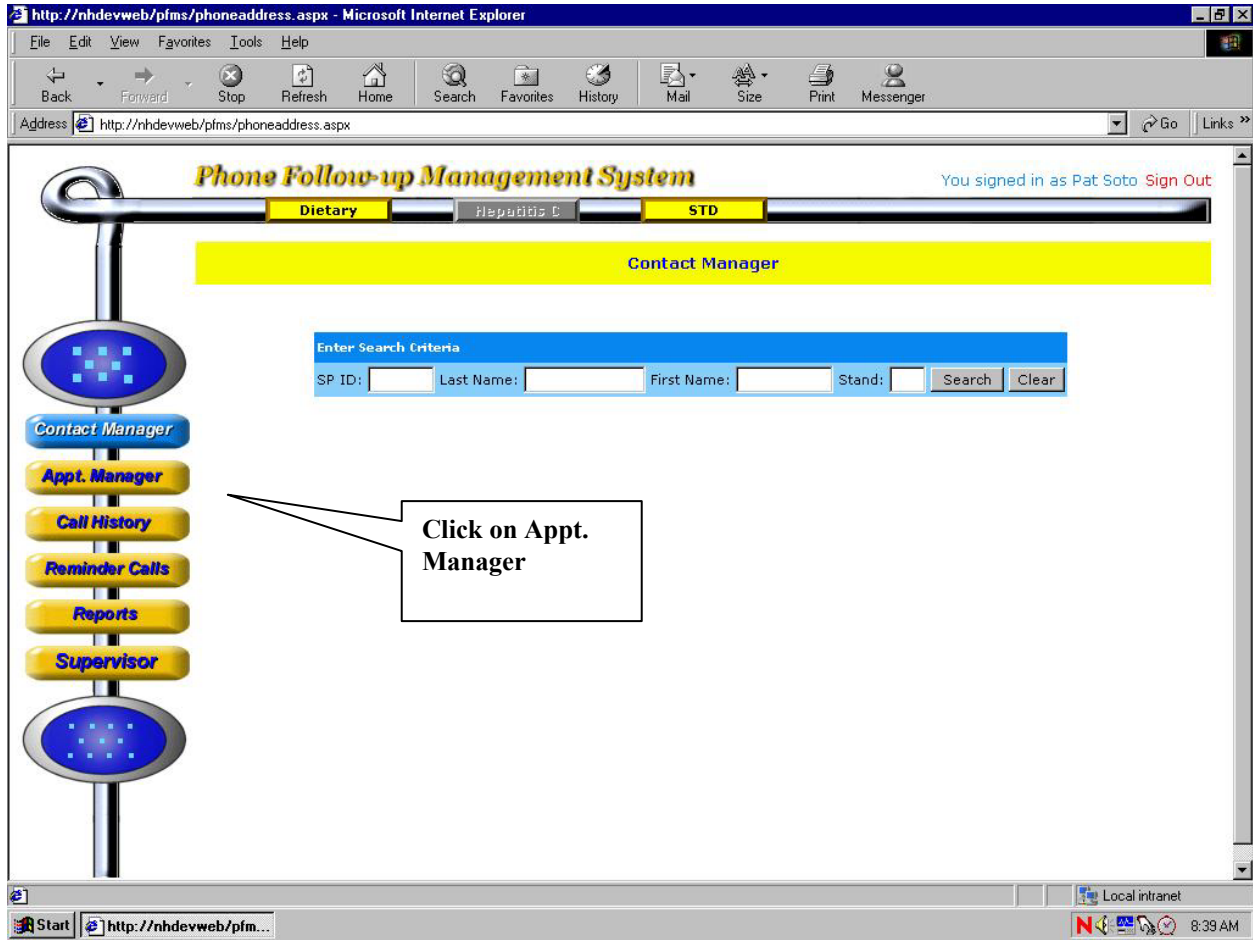 http://nhdevweb/pfms/phoneaddress.aspx - Microsoft Internet Explorer
File Edit View Favorites Tools Help
Back Forward Stop Refresh Home Search Favorites History Mail Size Print Messenger
Address http://nhdevweb/pfms/phoneaddress.aspx Go Links »
Phone Follow-up Management System
You signed in as Pat Soto Sign Out
Dietary Hepatitis C STD
Contact Manager
Enter Search Criteria
SP ID: Last Name: First Name: Stand: Search Clear
Contact Manager
Appt. Manager
Call History
Reminder Calls
Reports
Supervisor
Click on Appt.
Manager
Local intranet
Start http://nhdevweb/pfm... N 8:39 AM